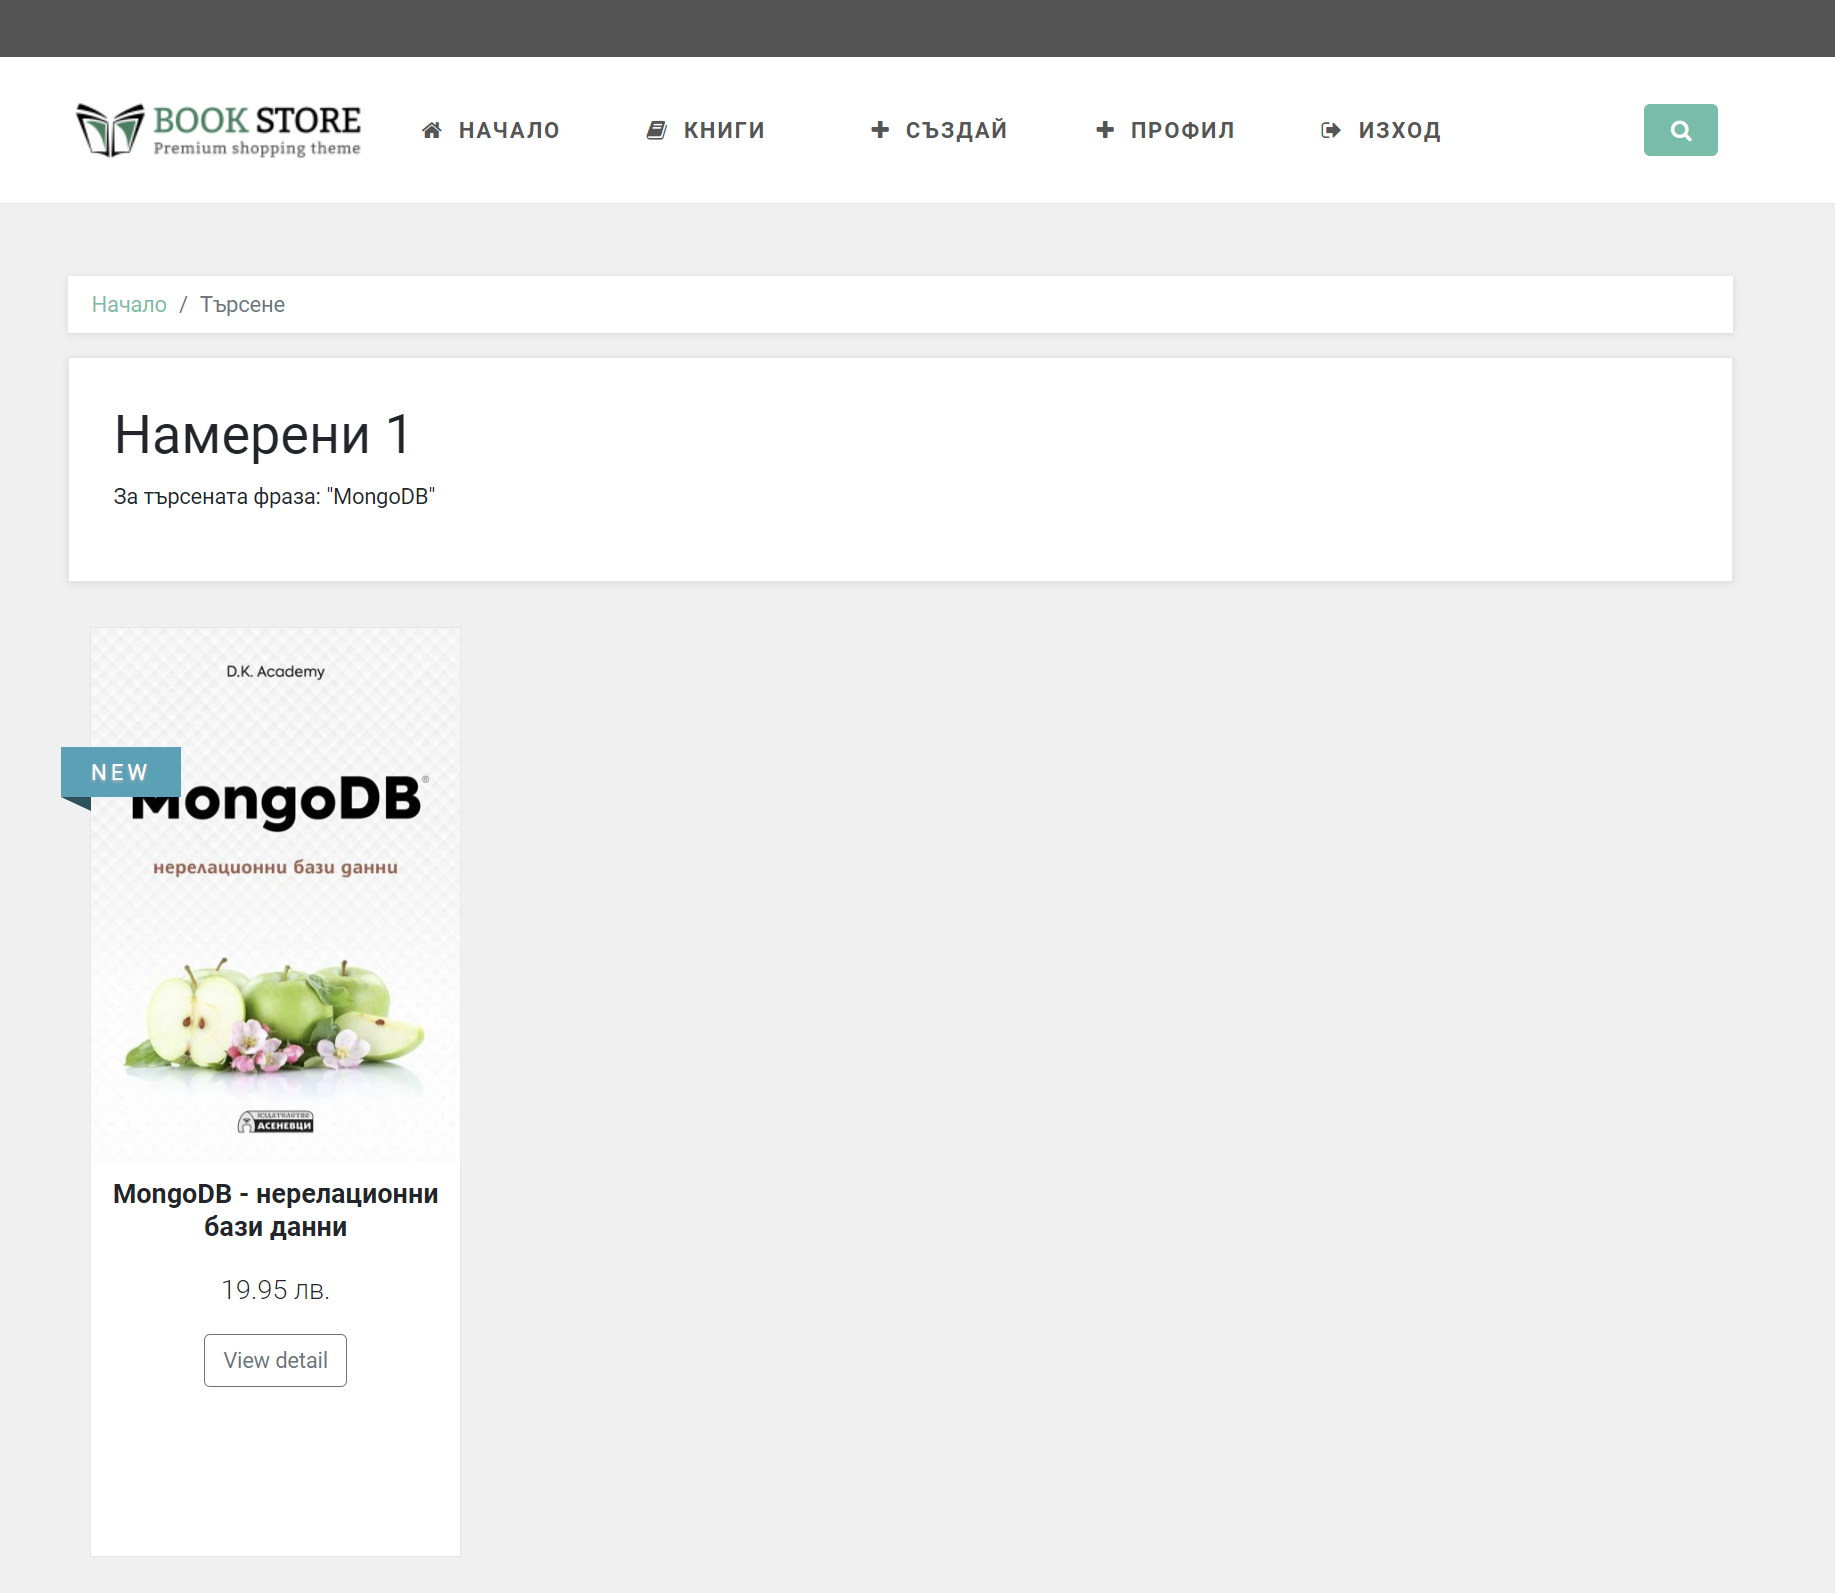 BOOK STORE
Premium shopping theme
НАЧАЛО
КНИГИ
СЪЗДАЙ
ПРОФИЛ
ИЗХОД
Начало / Търсене
Намерени 1
За търсената фраза: "MongoDB"
D.K. Academy
NEW
MongoDB®
нерелационни бази данни
ИЗДАТЕЛСТВО
АСЕНЕВЦИ
MongoDB - нерелационни
бази данни
19.95 лв.
View detail